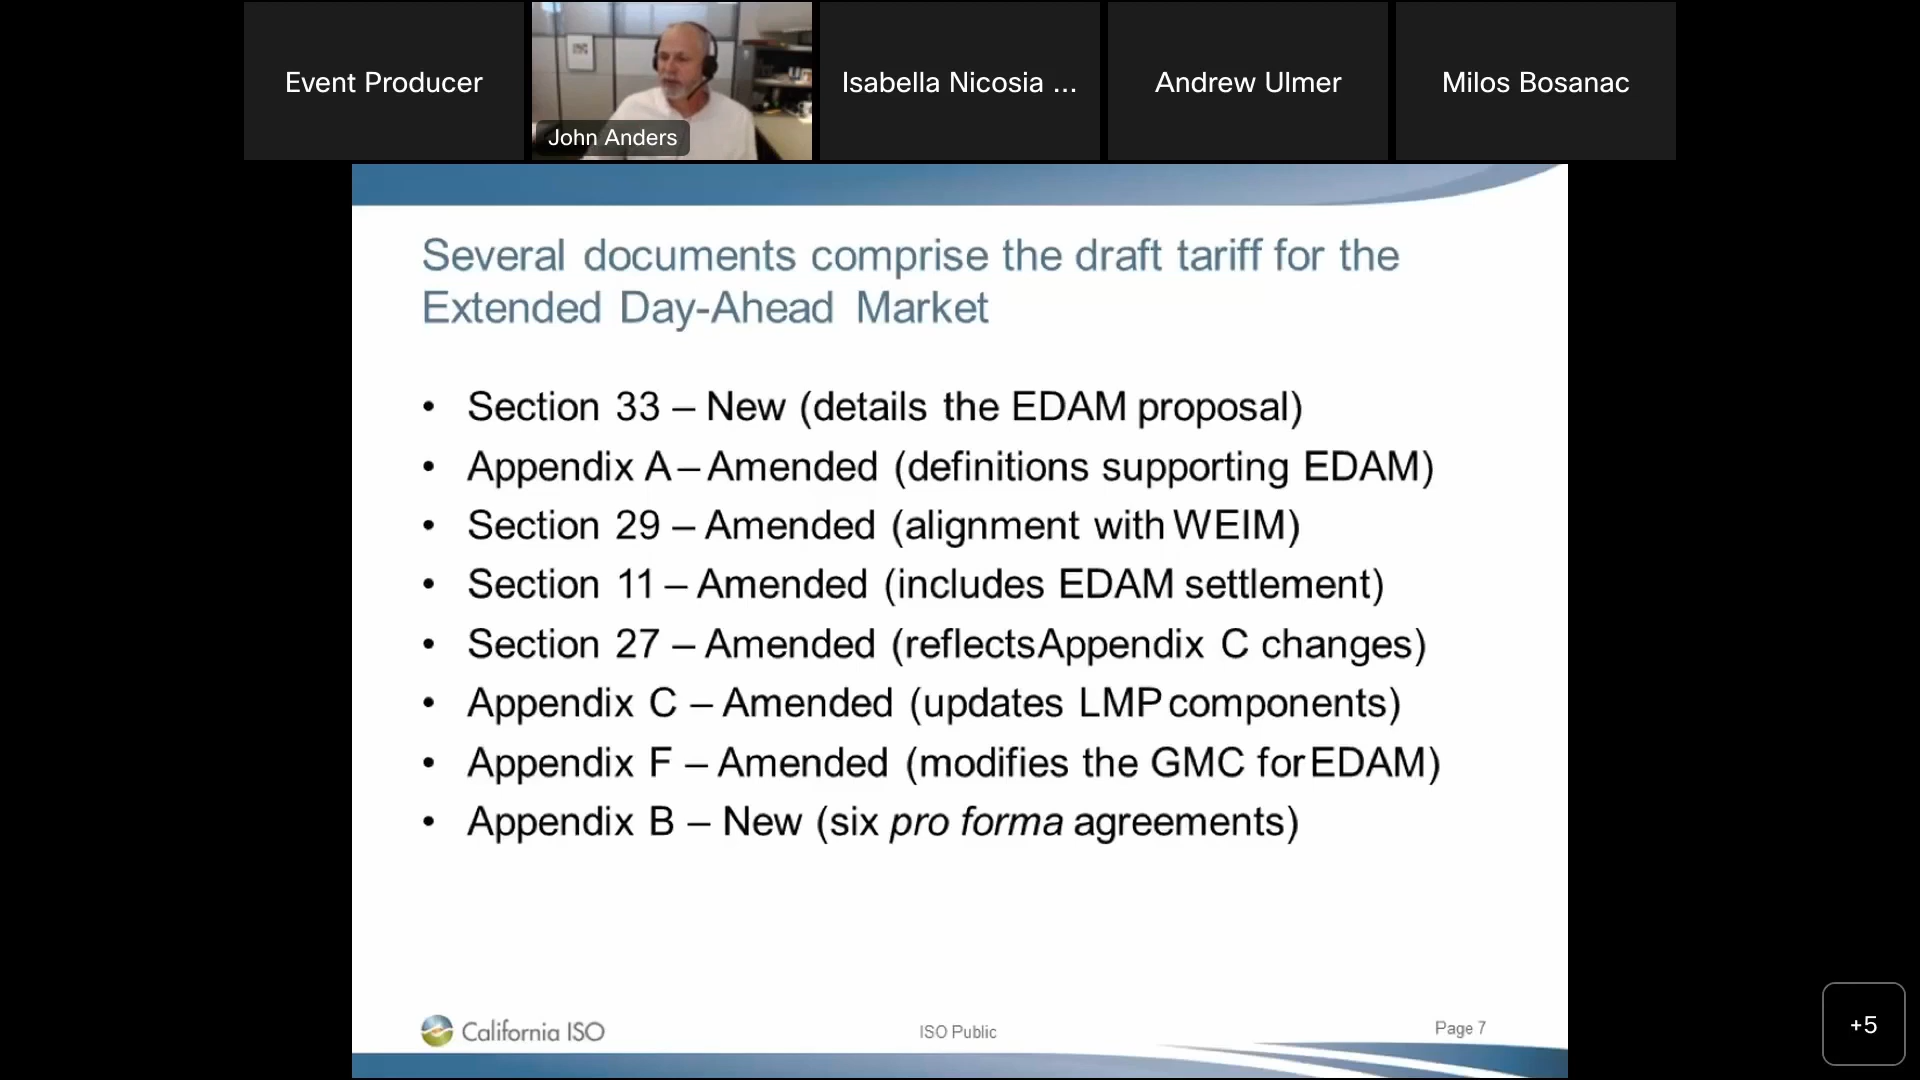 Event Producer
John Anders
Isabella Nicosia ...
Andrew Ulmer
Milos Bosanac
Several documents comprise the draft tariff for the
Extended Day-Ahead Market
• Section 33 – New (details the EDAM proposal)
• Appendix A – Amended (definitions supporting EDAM)
• Section 29 – Amended (alignment with WEIM)
• Section 11 – Amended (includes EDAM settlement)
• Section 27 – Amended (reflects Appendix C changes)
• Appendix C – Amended (updates LMP components)
• Appendix F – Amended (modifies the GMC for EDAM)
• Appendix B – New (six pro forma agreements)
California ISO
ISO Public
Page 7
+5